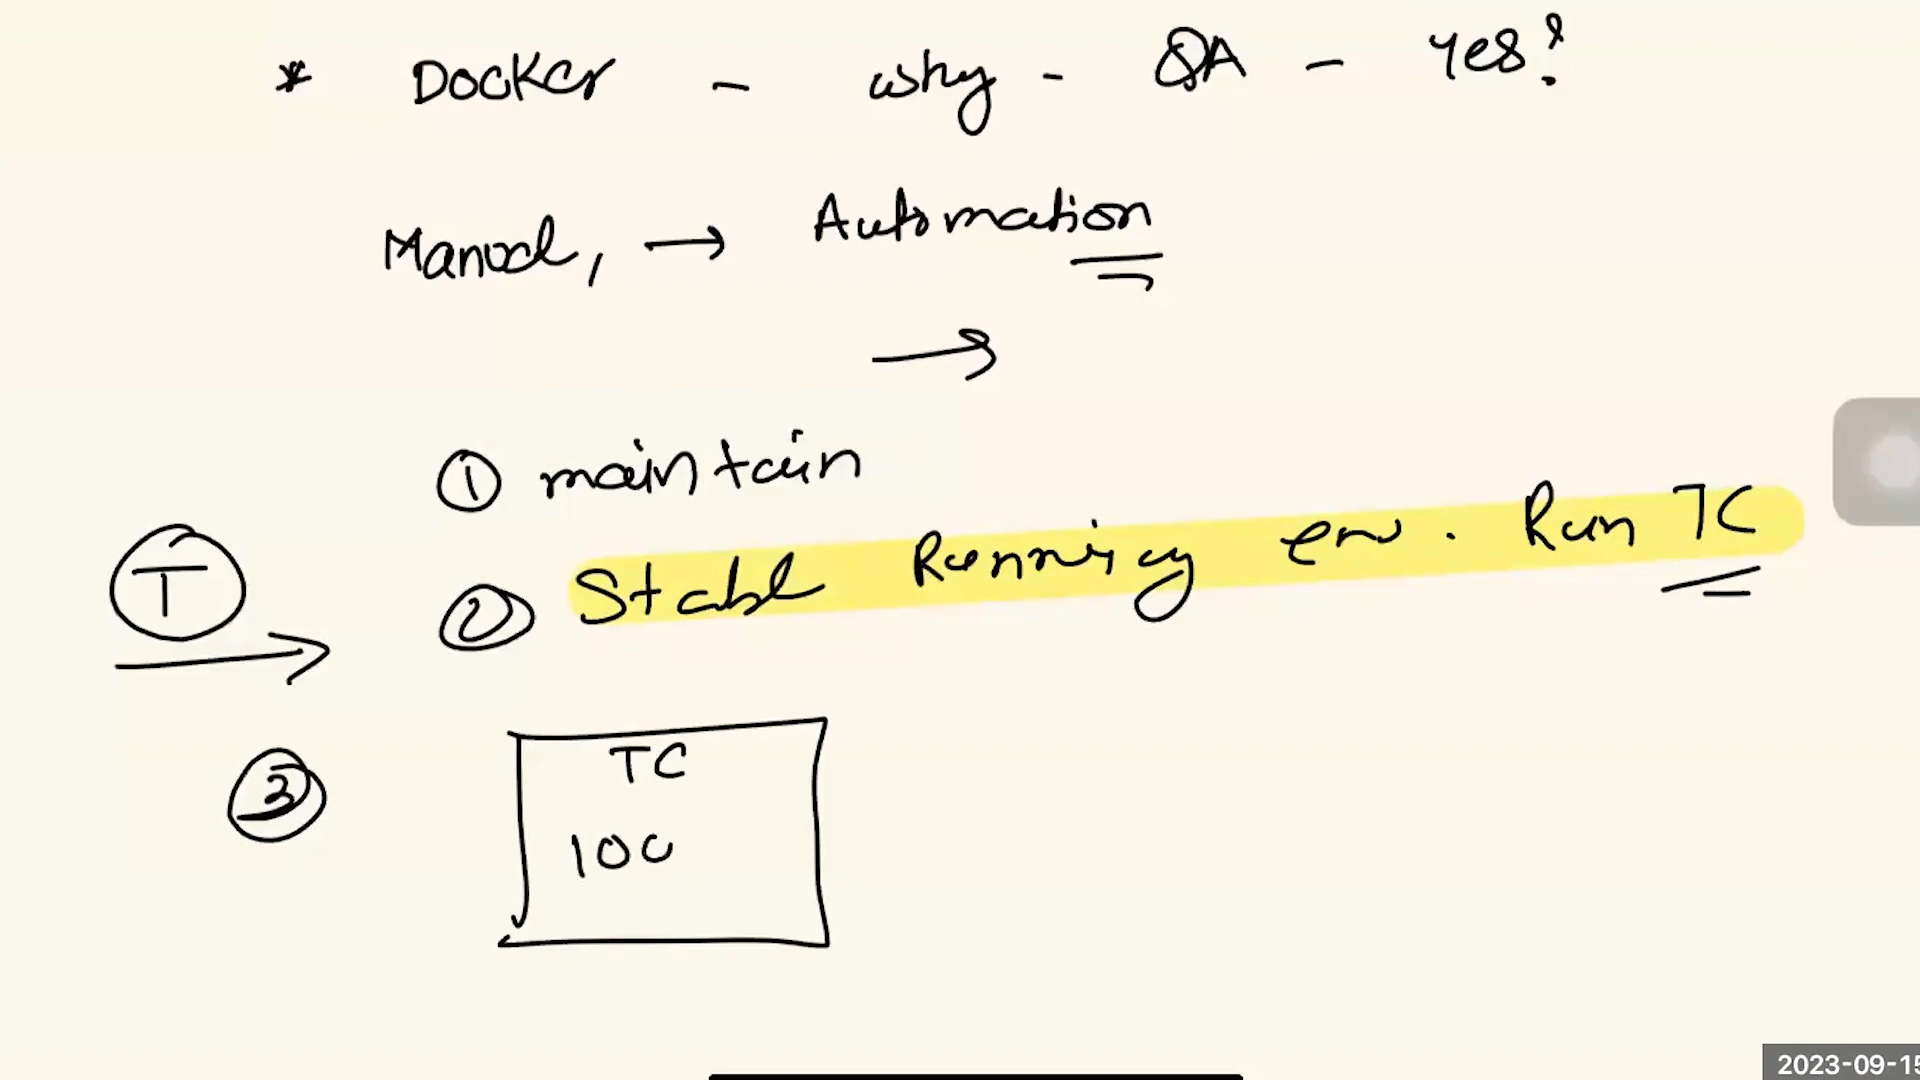 * Docker - why - QA - Yes?
Manual, → Automation
→
① maintain
② Stable Running env. Run TC
T →
③
TC
100
2023-09-15